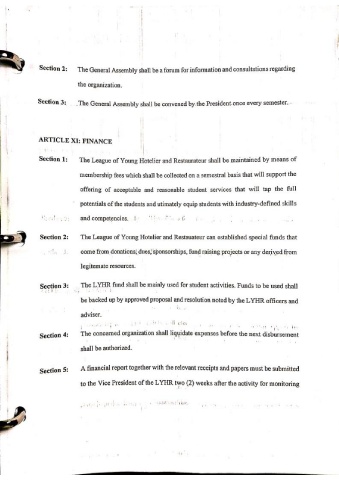 Section 2: The General Assembly shall be a forum for information and consultations regarding
the organization.
Section 3: The General Assembly shall be convened by the President once every semester.
ARTICLE XI: FINANCE
Section 1: The League of Young Hotelier and Restaurateur shall be maintained by means of
membership fees which shall be collected on a semestral basis that will support the
offering of acceptable and reasonable student services that will tap the full
potentials of the students and utimately equip students with industry-defined skills
and competencies.
Section 2: The League of Young Hotelier and Restaurateur can established special funds that
come from donations, dues, sponsorships, fund raising projects or any derived from
legitimate resources.
Section 3: The LYHR fund shall be mainly used for student activities. Funds to be used shall
be backed up by approved proposal and resolution noted by the LYHR officers and
adviser.
Section 4: The concerned organization shall liquidate expenses before the next disbursement
shall be authorized.
Section 5: A financial report together with the relevant receipts and papers must be submitted
to the Vice President of the LYHR two (2) weeks after the activity for monitoring